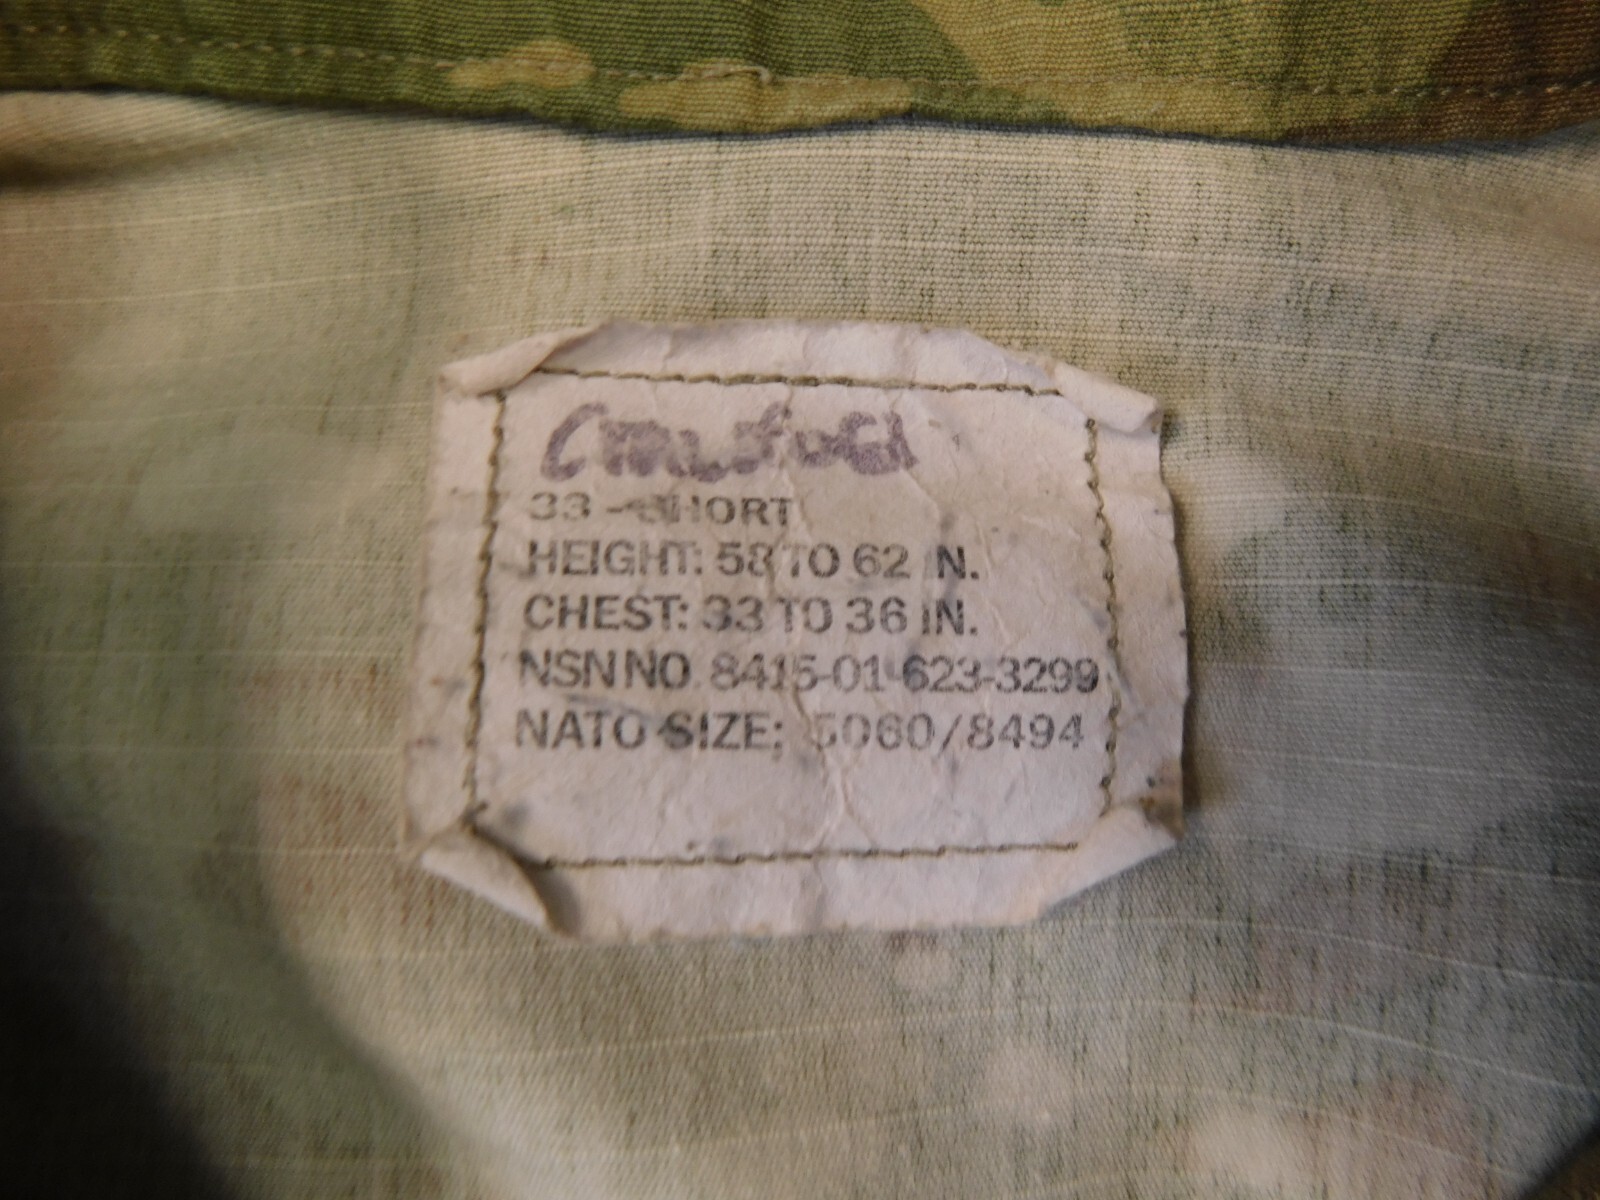 Crawford
33 - SHORT
HEIGHT: 58 TO 62 IN.
CHEST: 33 TO 36 IN.
NSN NO. 8415-01-623-3299
NATO SIZE; 5060/8494